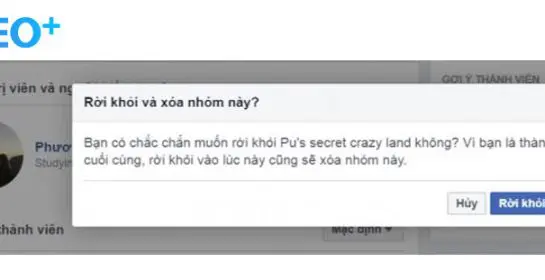 EO+
GỢI Ý THÀNH VIÊN
rị viên và
Rời khỏi và xóa nhóm này?
Bạn có chắc chắn muốn rời khỏi Pu's secret crazy land không? Vì bạn là thàn
cuối cùng, rời khỏi vào lúc này cũng sẽ xóa nhóm này.
Phươ
Studyin
Hủy
Rời khỏi
thành viên
Mặc định